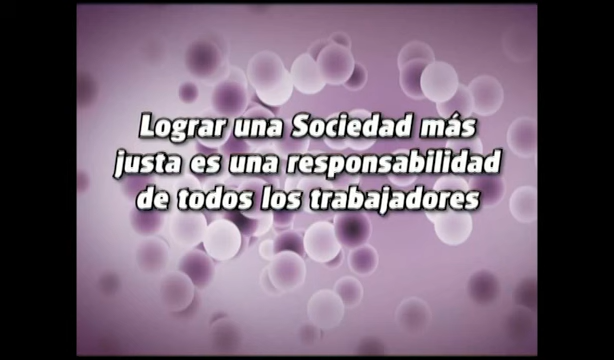 Lograr una Sociedad más
justa es una responsabilidad
de todos los trabajadores